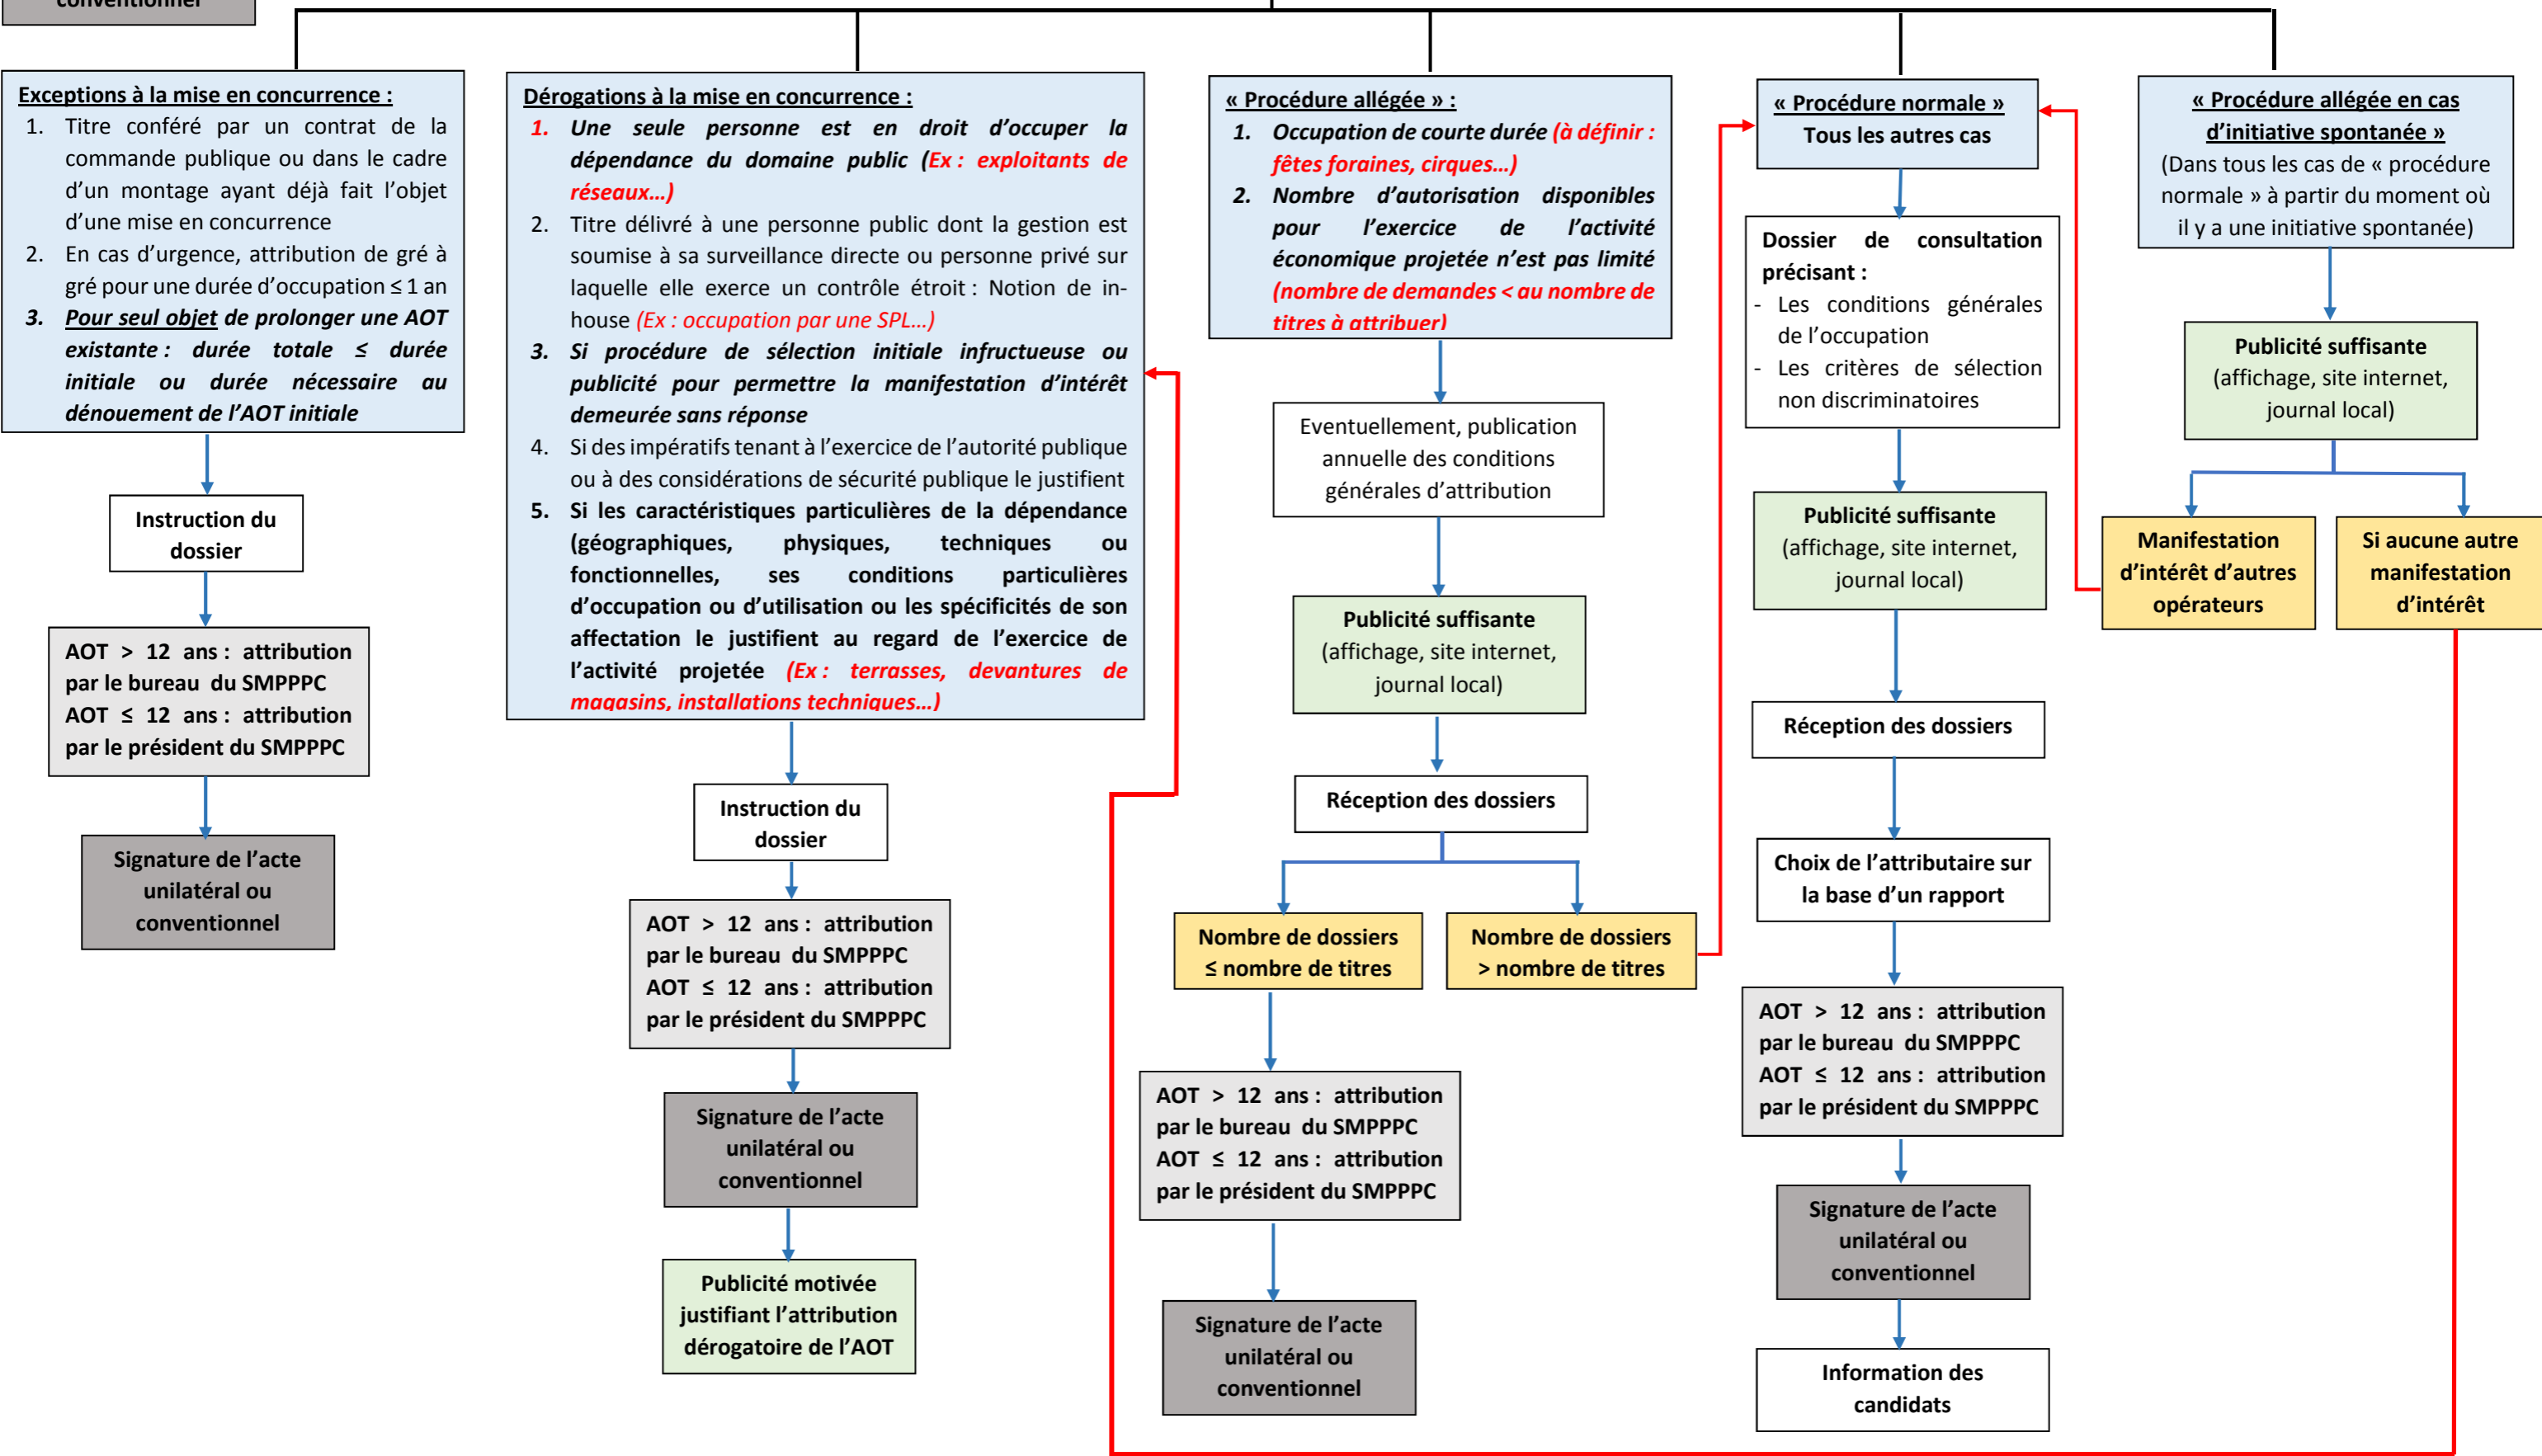 conventionnel
Exceptions à la mise en concurrence :
1. Titre conféré par un contrat de la
commande publique ou dans le cadre
d’un montage ayant déjà fait l’objet
d’une mise en concurrence
2. En cas d’urgence, attribution de gré à
gré pour une durée d’occupation ≤ 1 an
3. Pour seul objet de prolonger une AOT
existante : durée totale ≤ durée
initiale ou durée nécessaire au
dénouement de l’AOT initiale
Instruction du
dossier
AOT > 12 ans : attribution
par le bureau du SMPPPC
AOT ≤ 12 ans : attribution
par le président du SMPPPC
Signature de l’acte
unilatéral ou
conventionnel
Dérogations à la mise en concurrence :
1. Une seule personne est en droit d’occuper la
dépendance du domaine public (Ex : exploitants de
réseaux…)
2. Titre délivré à une personne public dont la gestion est
soumise à sa surveillance directe ou personne privé sur
laquelle elle exerce un contrôle étroit : Notion de in-
house (Ex : occupation par une SPL…)
3. Si procédure de sélection initiale infructueuse ou
publicité pour permettre la manifestation d’intérêt
demeurée sans réponse
4. Si des impératifs tenant à l’exercice de l’autorité publique
ou à des considérations de sécurité publique le justifient
5. Si les caractéristiques particulières de la dépendance
(géographiques, physiques, techniques ou
fonctionnelles, ses conditions particulières
d’occupation ou d’utilisation ou les spécificités de son
affectation le justifient au regard de l’exercice de
l’activité projetée (Ex : terrasses, devantures de
magasins, installations techniques…)
Instruction du
dossier
AOT > 12 ans : attribution
par le bureau du SMPPPC
AOT ≤ 12 ans : attribution
par le président du SMPPPC
Signature de l’acte
unilatéral ou
conventionnel
Publicité motivée
justifiant l’attribution
dérogatoire de l’AOT
« Procédure allégée » :
1. Occupation de courte durée (à définir :
fêtes foraines, cirques…)
2. Nombre d’autorisation disponibles
pour l’exercice de l’activité
économique projetée n’est pas limité
(nombre de demandes < au nombre de
titres à attribuer)
Eventuellement, publication
annuelle des conditions
générales d’attribution
Publicité suffisante
(affichage, site internet,
journal local)
Réception des dossiers
Nombre de dossiers
≤ nombre de titres
Nombre de dossiers
> nombre de titres
AOT > 12 ans : attribution
par le bureau du SMPPPC
AOT ≤ 12 ans : attribution
par le président du SMPPPC
Signature de l’acte
unilatéral ou
conventionnel
« Procédure normale »
Tous les autres cas
Dossier de consultation
précisant :
- Les conditions générales
de l’occupation
- Les critères de sélection
non discriminatoires
Publicité suffisante
(affichage, site internet,
journal local)
Réception des dossiers
Choix de l’attributaire sur
la base d’un rapport
AOT > 12 ans : attribution
par le bureau du SMPPPC
AOT ≤ 12 ans : attribution
par le président du SMPPPC
Signature de l’acte
unilatéral ou
conventionnel
Information des
candidats
« Procédure allégée en cas
d’initiative spontanée »
(Dans tous les cas de « procédure
normale » à partir du moment où
il y a une initiative spontanée)
Publicité suffisante
(affichage, site internet,
journal local)
Manifestation
d’intérêt d’autres
opérateurs
Si aucune autre
manifestation
d’intérêt